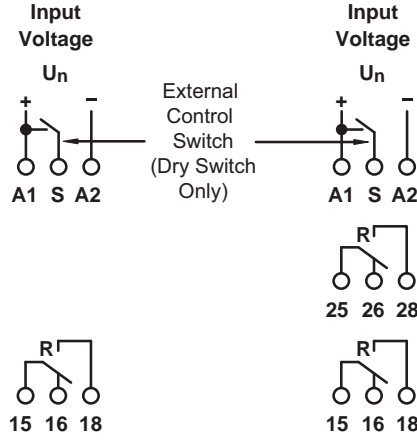 Input
Voltage
Un
+ –
A1 S A2
External
Control
Switch
(Dry Switch
Only)
Input
Voltage
Un
+ –
A1 S A2
R
25 26 28
R
15 16 18
R
15 16 18